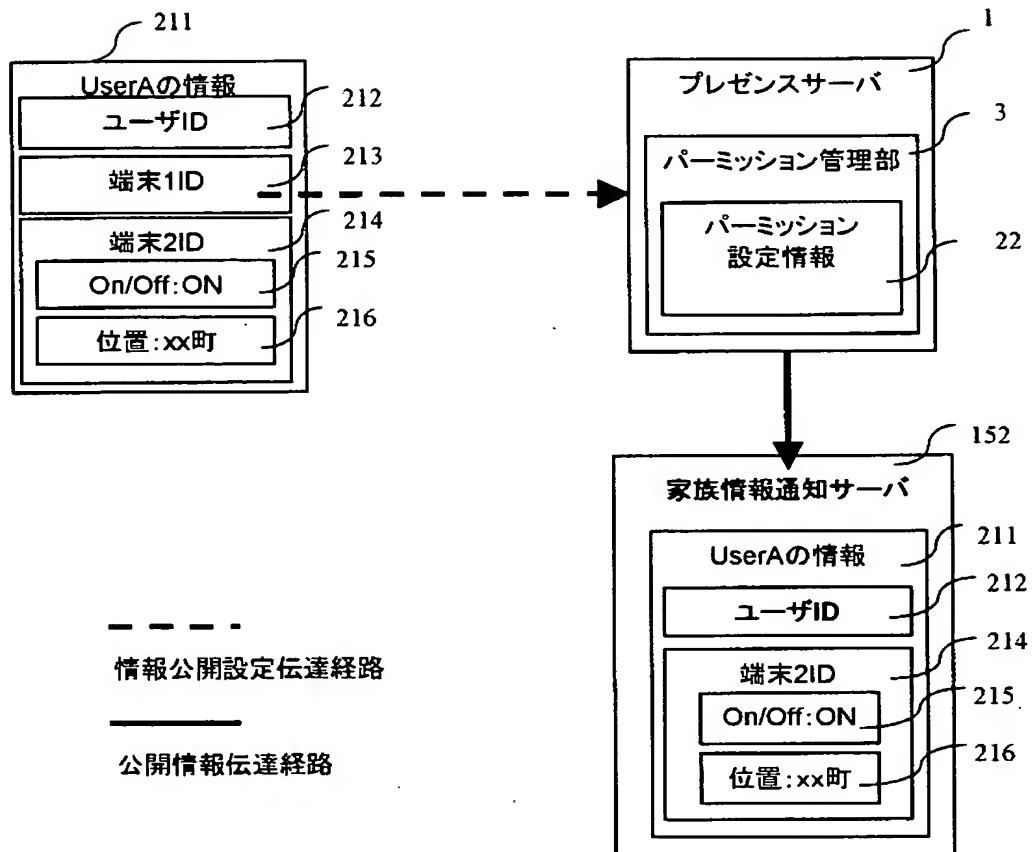 211
UserAの情報
ユーザID
212
端末1ID
213
端末2ID
214
On/Off:ON
215
位置:xx町
216
1
プレゼンスサーバ
3
パーミッション管理部
パーミッション
設定情報
22
152
家族情報通知サーバ
UserAの情報
211
ユーザID
212
端末2ID
214
On/Off:ON
215
位置:xx町
216
情報公開設定伝達経路
公開情報伝達経路